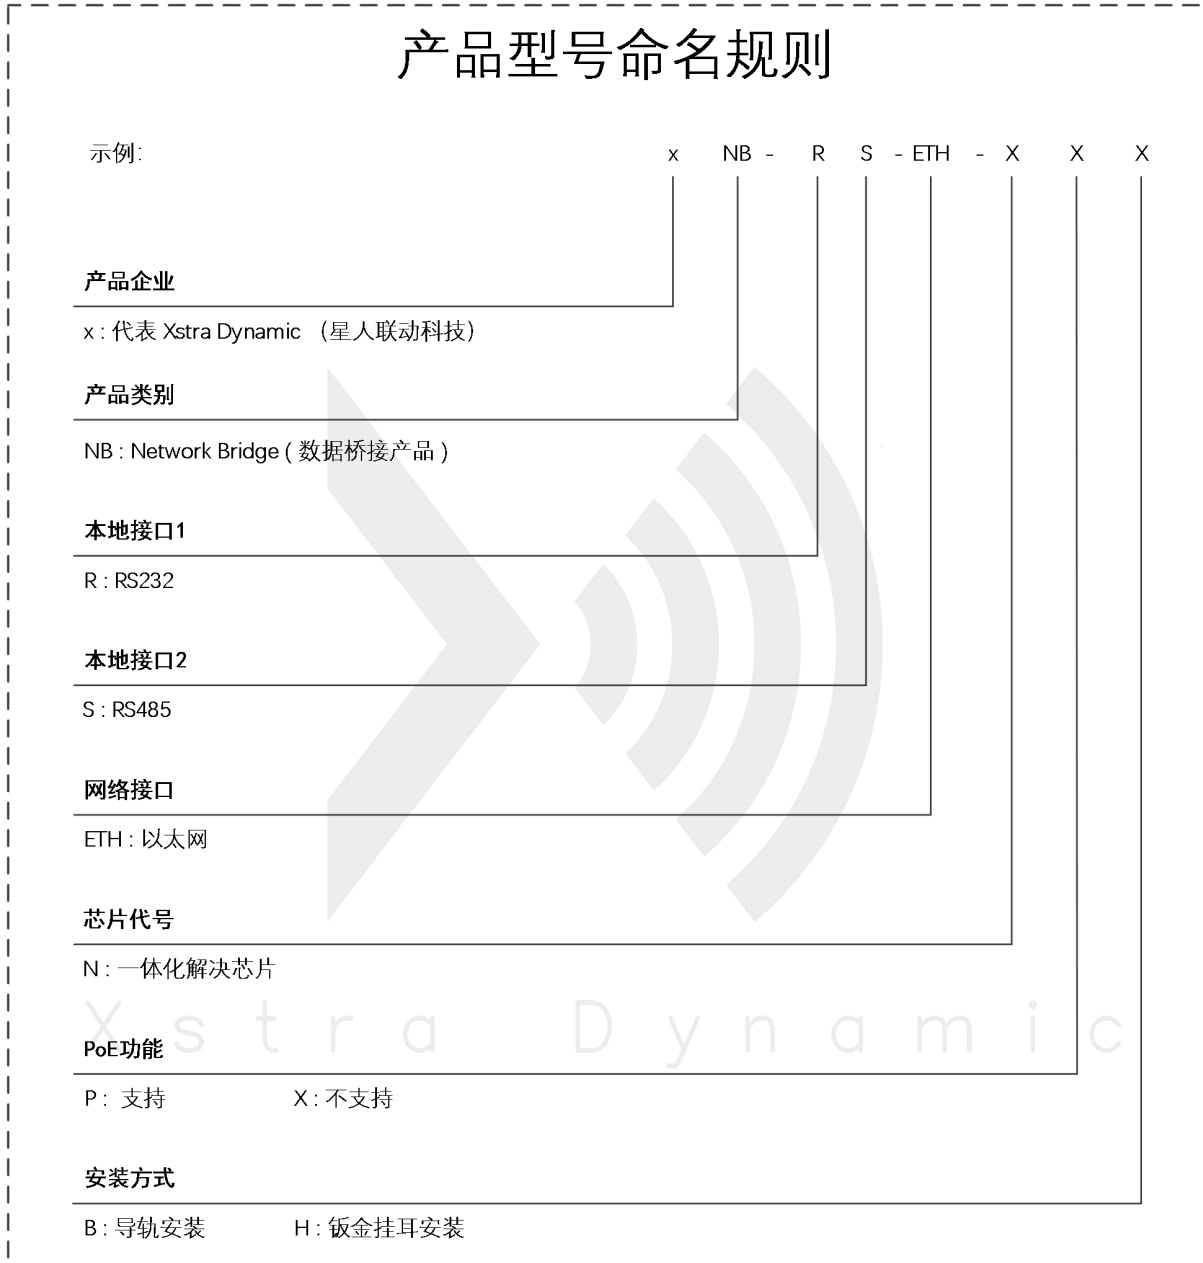 产品型号命名规则
示例: x NB - R S - ETH - X X X
产品企业
x : 代表 Xstra Dynamic （星人联动科技）
产品类别
NB : Network Bridge ( 数据桥接产品 )
本地接口1
R : RS232
本地接口2
S : RS485
网络接口
ETH : 以太网
芯片代号
N : 一体化解决芯片
Xstra Dynamic
PoE功能
P : 支持 X : 不支持
安装方式
B : 导轨安装 H : 钣金挂耳安装